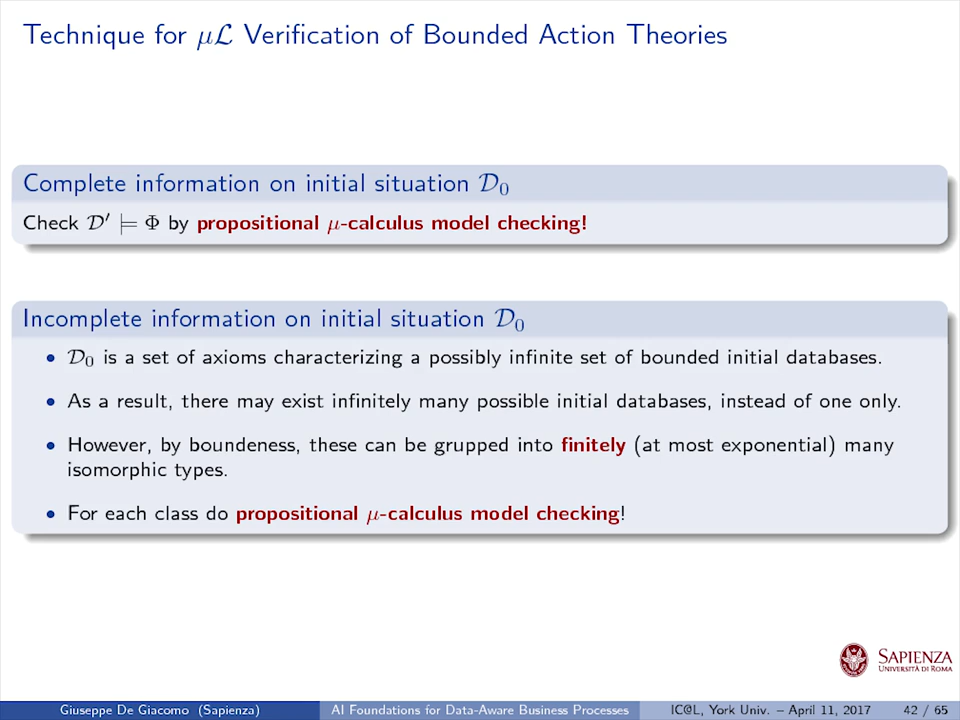 Technique for μℒ Verification of Bounded Action Theories
Complete information on initial situation 𝒟₀
Check 𝒟′ ⊨ Φ by propositional μ-calculus model checking!
Incomplete information on initial situation 𝒟₀
• 𝒟₀ is a set of axioms characterizing a possibly infinite set of bounded initial databases.
• As a result, there may exist infinitely many possible initial databases, instead of one only.
• However, by boundeness, these can be grupped into finitely (at most exponential) many
isomorphic types.
• For each class do propositional μ-calculus model checking!
SAPIENZA
UNIVERSITÀ DI ROMA
Giuseppe De Giacomo (Sapienza) AI Foundations for Data-Aware Business Processes IC@L, York Univ. – April 11, 2017 42 / 65